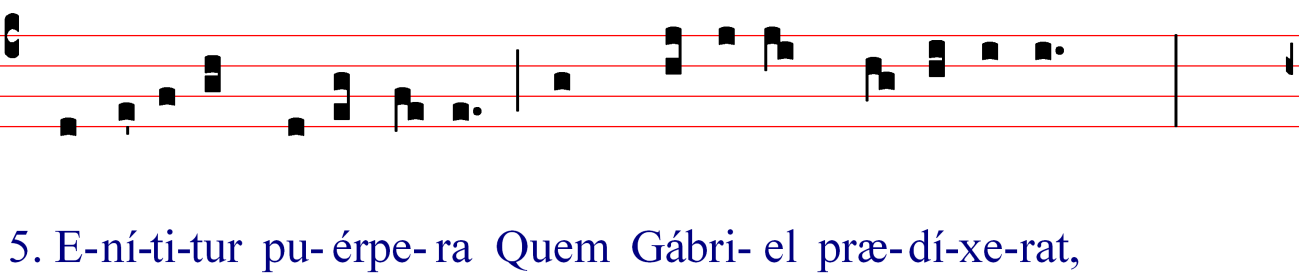 5. E-ní-ti-tur pu- érpe- ra Quem Gábri- el præ-dí-xe-rat,